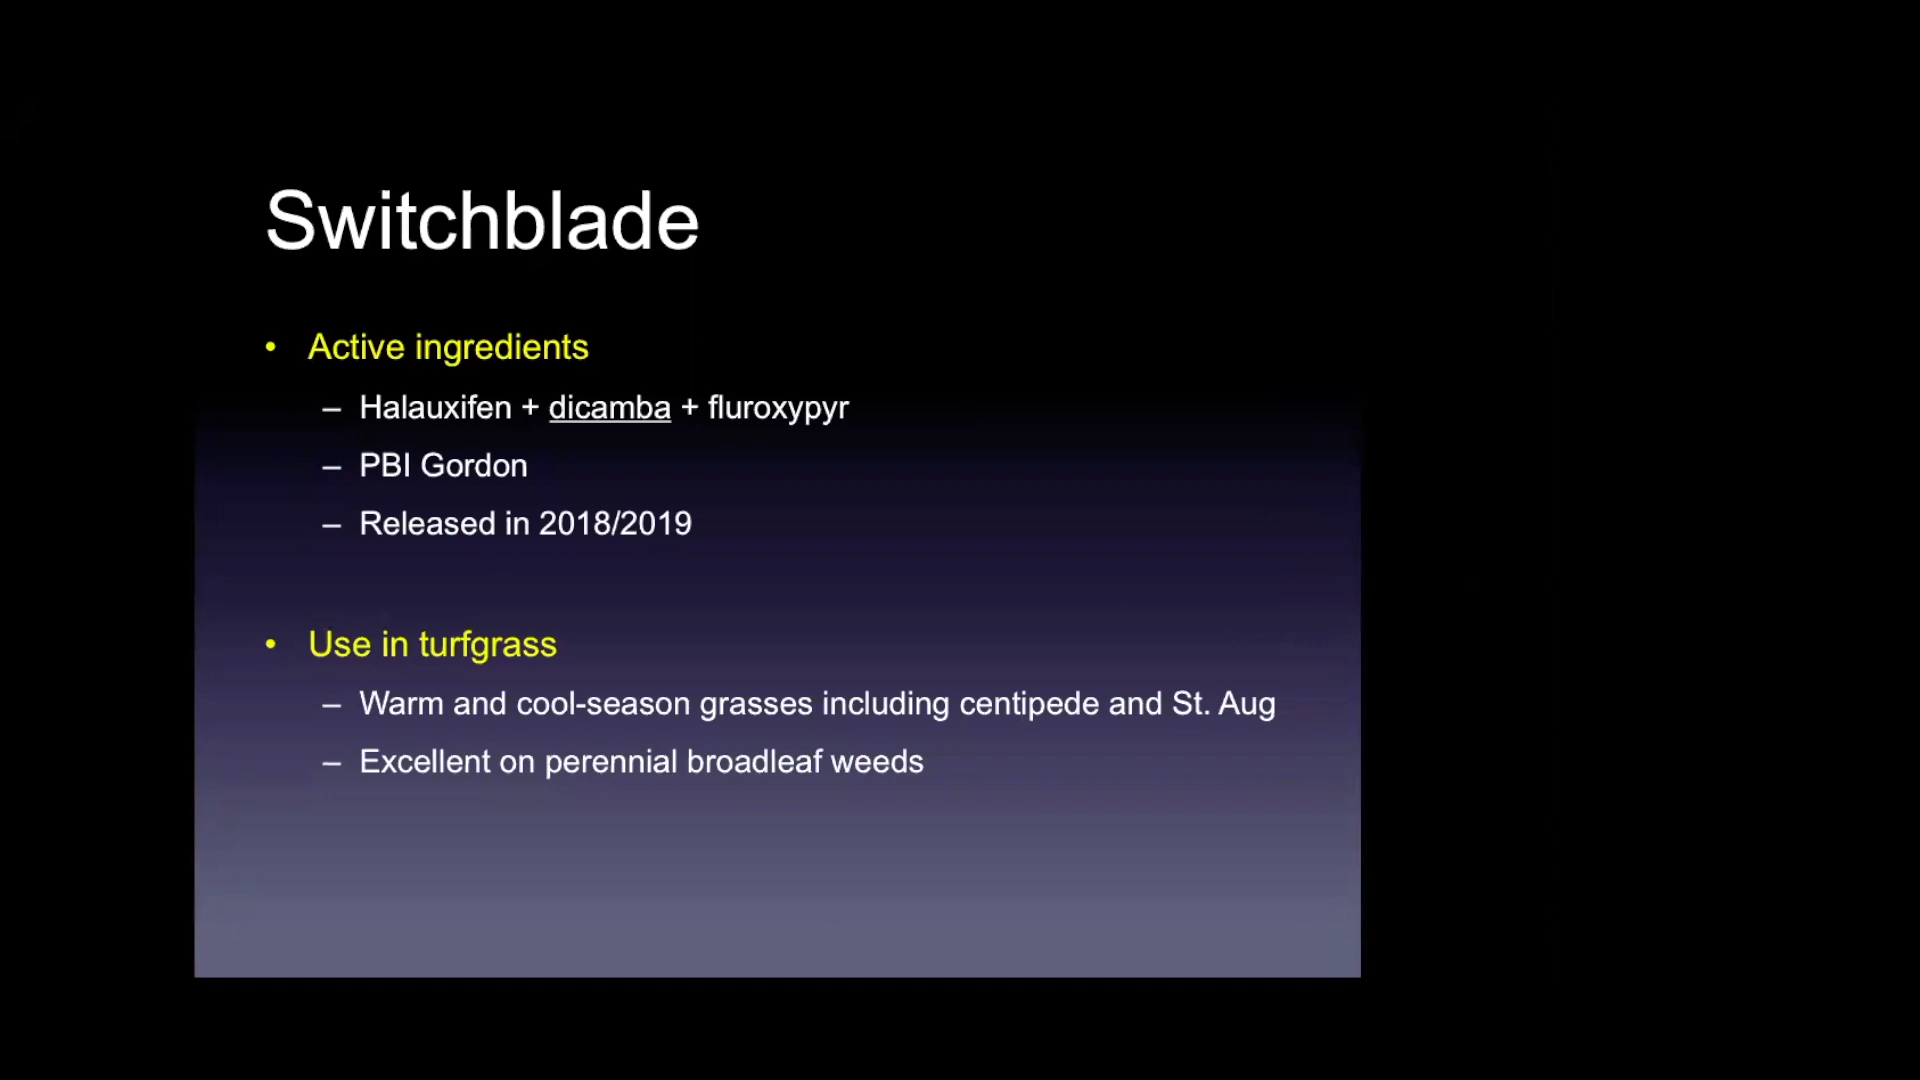 Switchblade
• Active ingredients
– Halauxifen + dicamba + fluroxypyr
– PBI Gordon
– Released in 2018/2019
• Use in turfgrass
– Warm and cool-season grasses including centipede and St. Aug
– Excellent on perennial broadleaf weeds